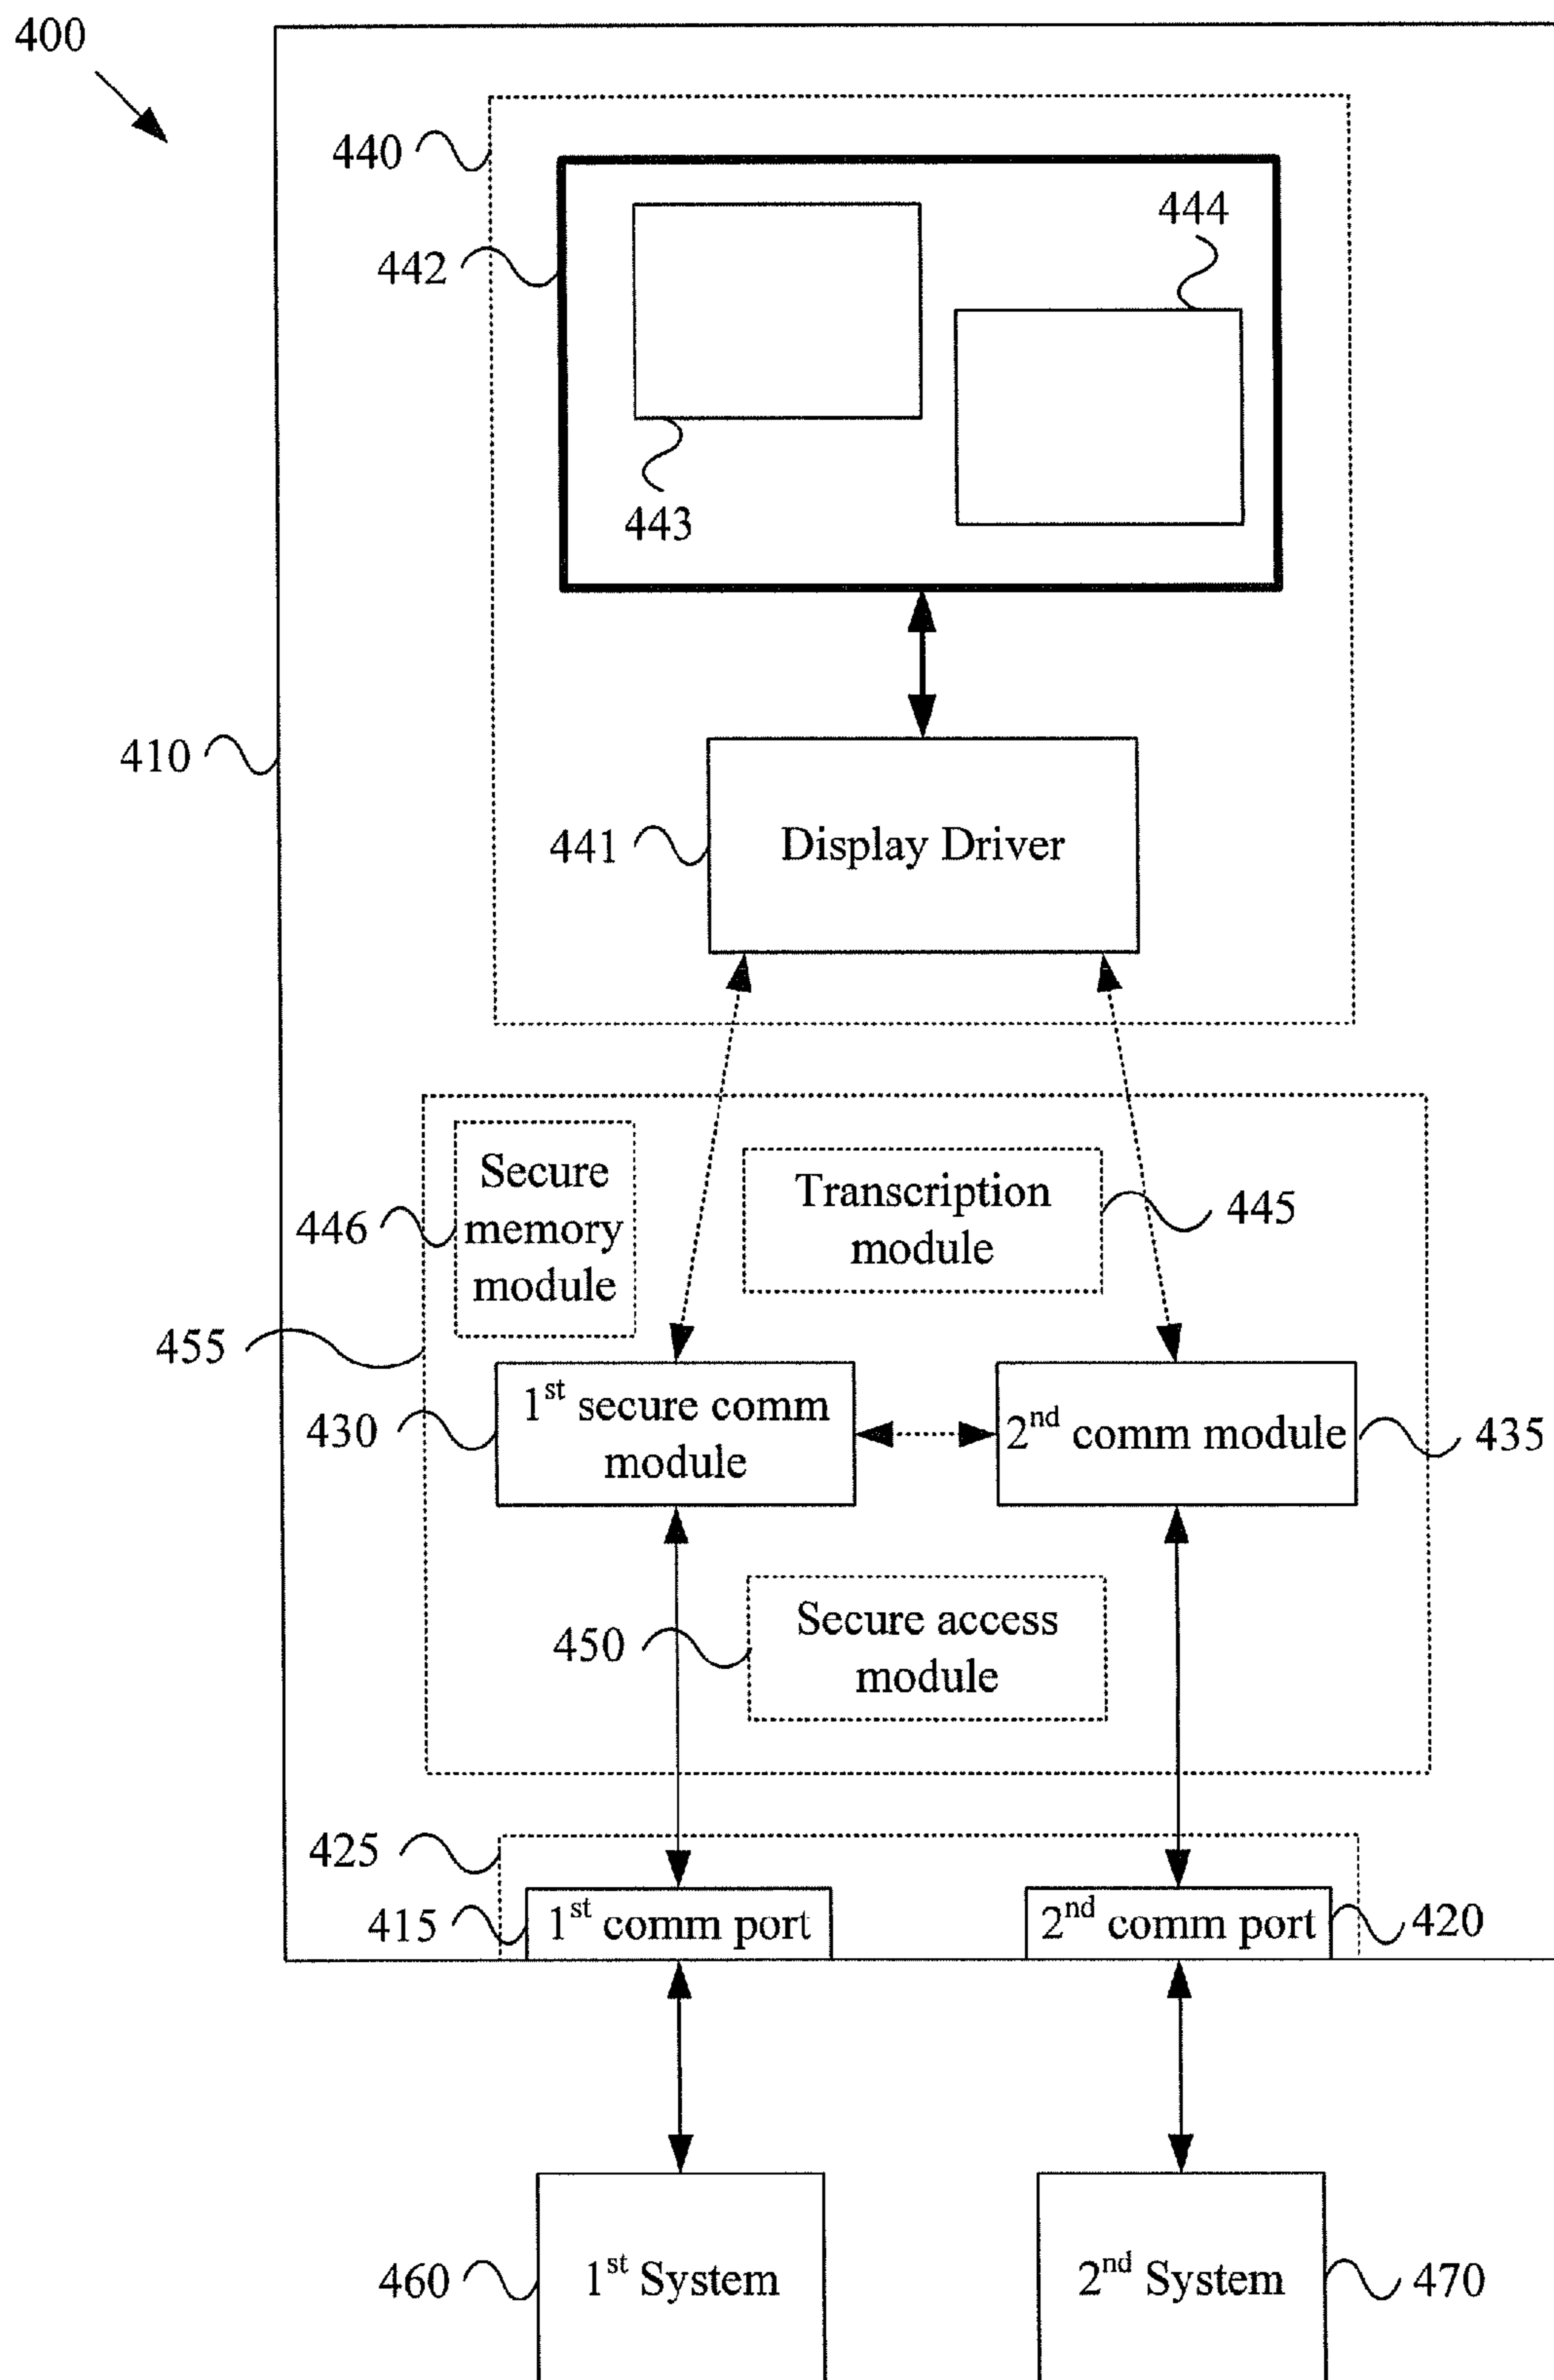 400
440
444
442
443
410
441
Display Driver
Secure
memory
module
446
Transcription
module
445
455
1st secure comm
module
430
2nd comm module
435
Secure access
module
450
425
415
1st comm port
2nd comm port
420
460
1st System
2nd System
470